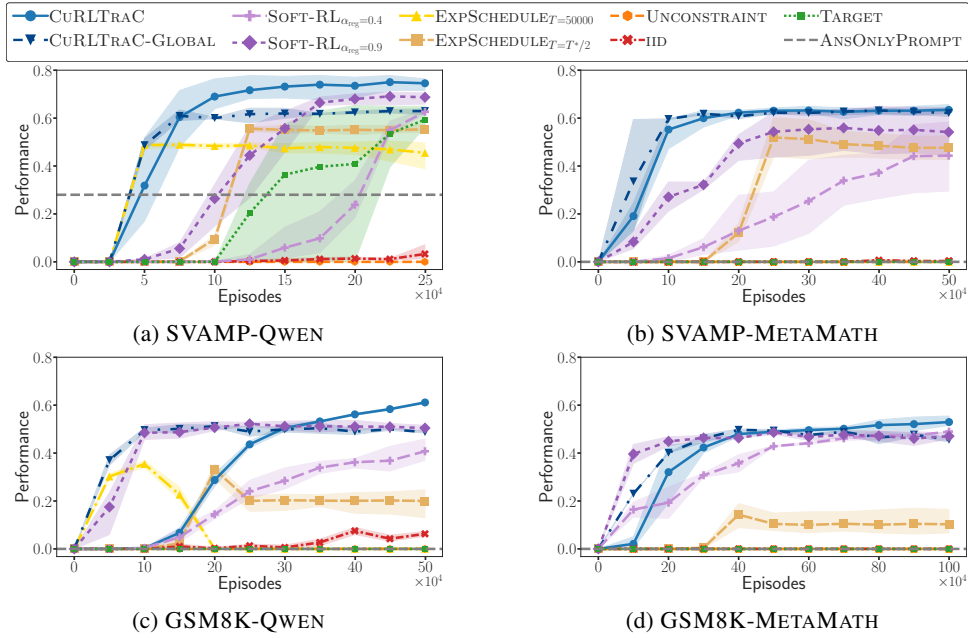 CURLTRAC SOFT-RLαreg=0.4 EXPSCHEDULET=50000 UNCONSTRAINT TARGET
CURLTRAC-GLOBAL SOFT-RLαreg=0.9 EXPSCHEDULET=T*/2 IID ANSONLYPROMPT
0.8
0.6
0.4
0.2
0.0
Performance
0 5 10 15 20 25
Episodes ×10⁴
(a) SVAMP-QWEN
0.8
0.6
0.4
0.2
0.0
Performance
0 10 20 30 40 50
Episodes ×10⁴
(b) SVAMP-METAMATH
0.8
0.6
0.4
0.2
0.0
Performance
0 10 20 30 40 50
Episodes ×10⁴
(c) GSM8K-QWEN
0.8
0.6
0.4
0.2
0.0
Performance
0 20 40 60 80 100
Episodes ×10⁴
(d) GSM8K-METAMATH